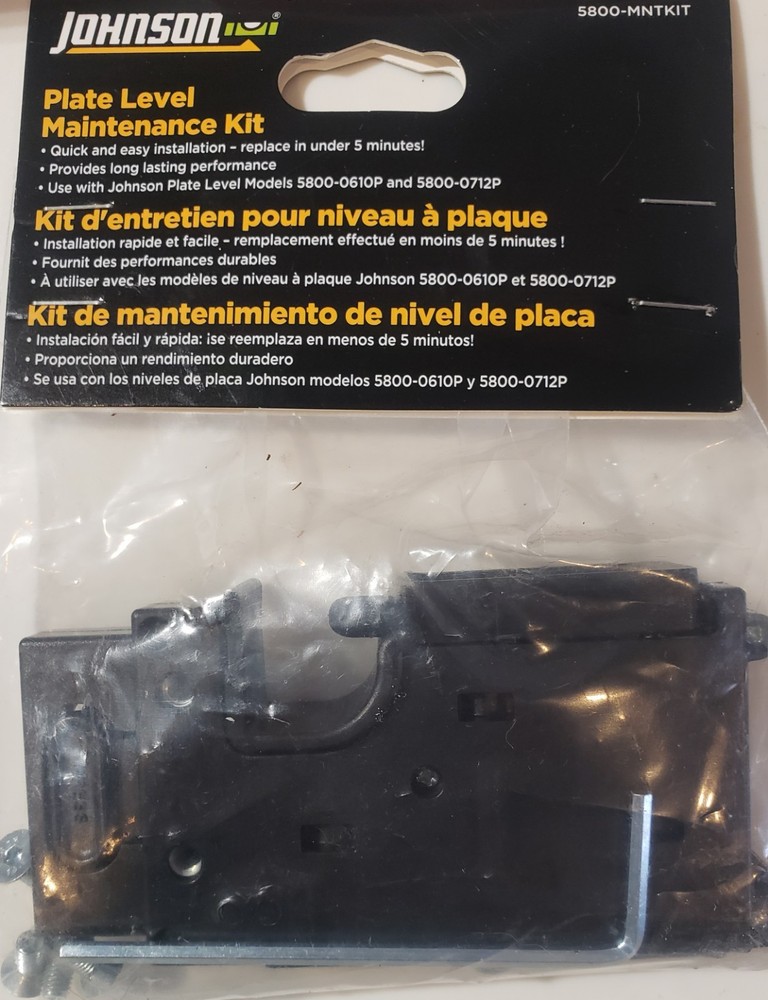 JOHNSON®
5800-MNTKIT
Plate Level
Maintenance Kit
• Quick and easy installation – replace in under 5 minutes!
• Provides long lasting performance
• Use with Johnson Plate Level Models 5800-0610P and 5800-0712P
Kit d'entretien pour niveau à plaque
• Installation rapide et facile – remplacement effectué en moins de 5 minutes !
• Fournit des performances durables
• À utiliser avec les modèles de niveau à plaque Johnson 5800-0610P et 5800-0712P
Kit de mantenimiento de nivel de placa
• Instalación fácil y rápida: ¡se reemplaza en menos de 5 minutos!
• Proporciona un rendimiento duradero
• Se usa con los niveles de placa Johnson modelos 5800-0610P y 5800-0712P